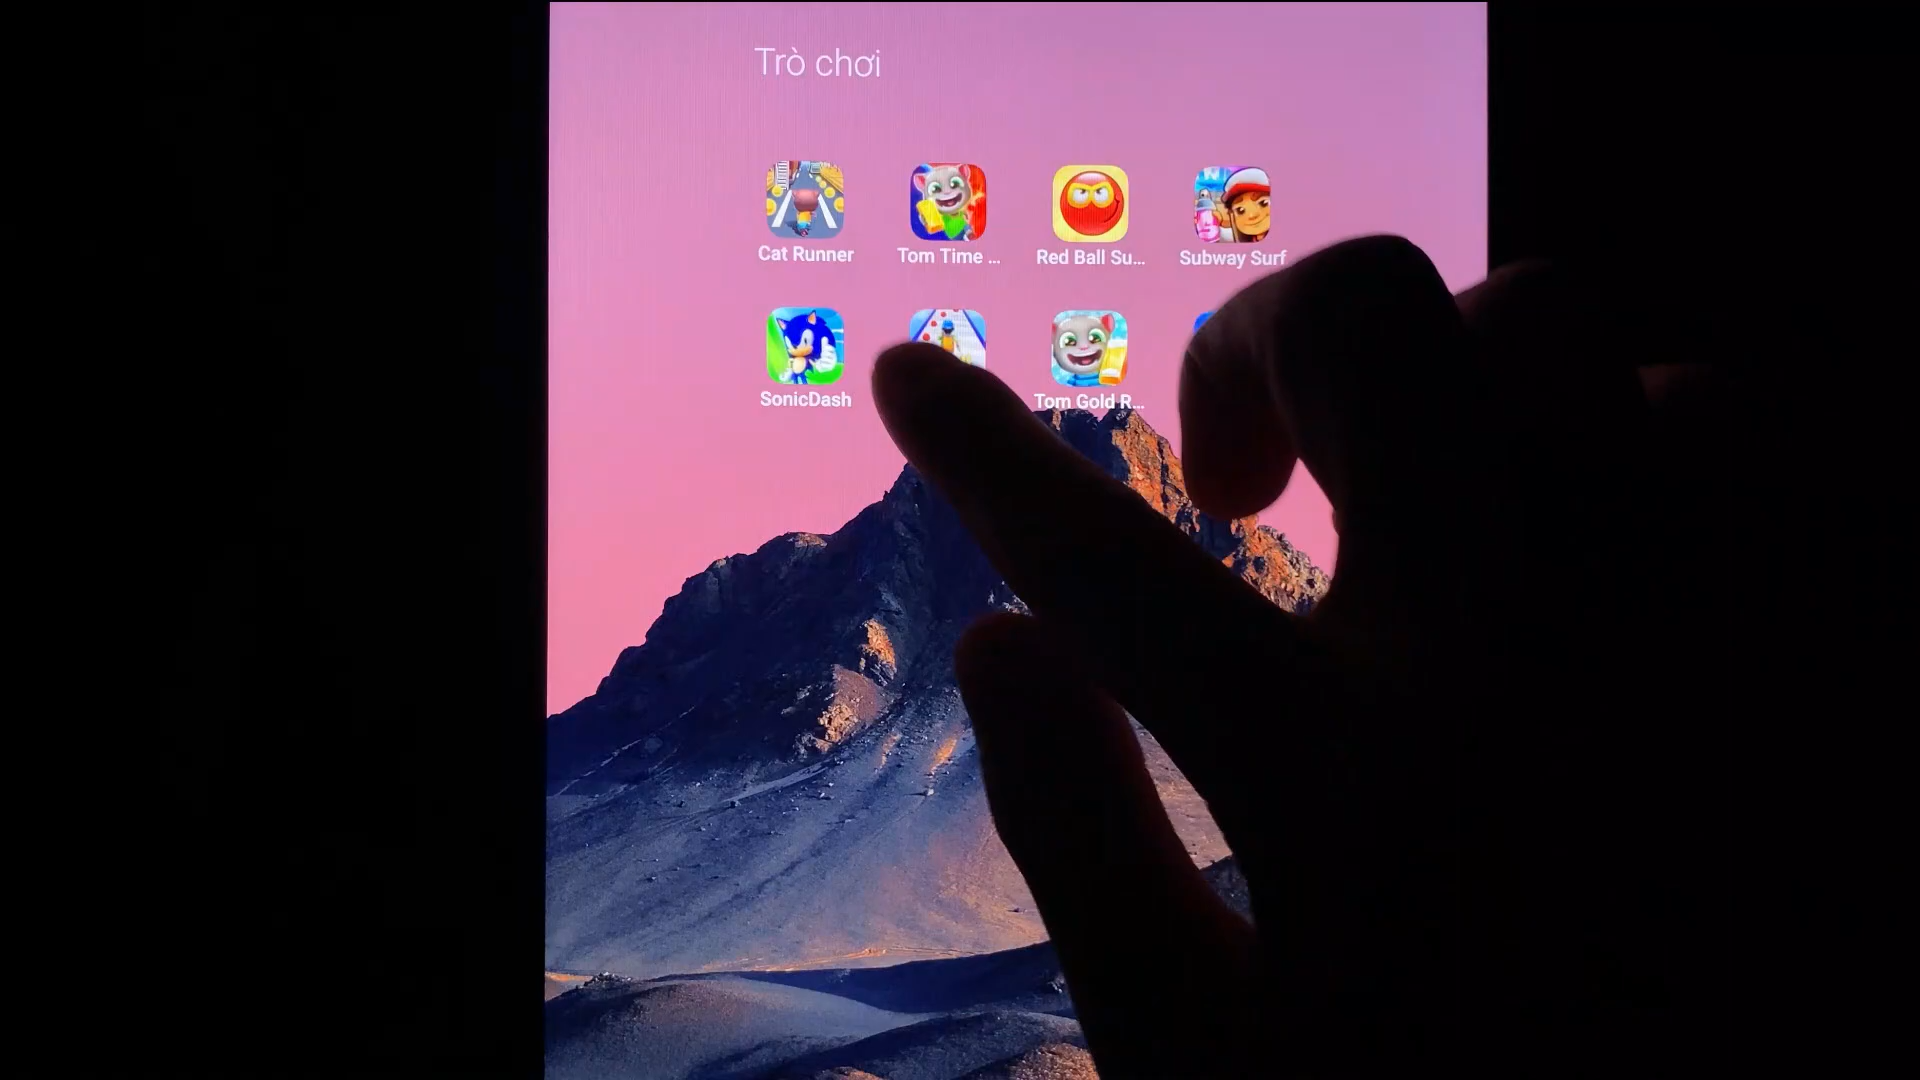 Trò chơi
Cat Runner
Tom Time ...
Red Ball Su...
Subway Surf
SonicDash
Tom Gold R...